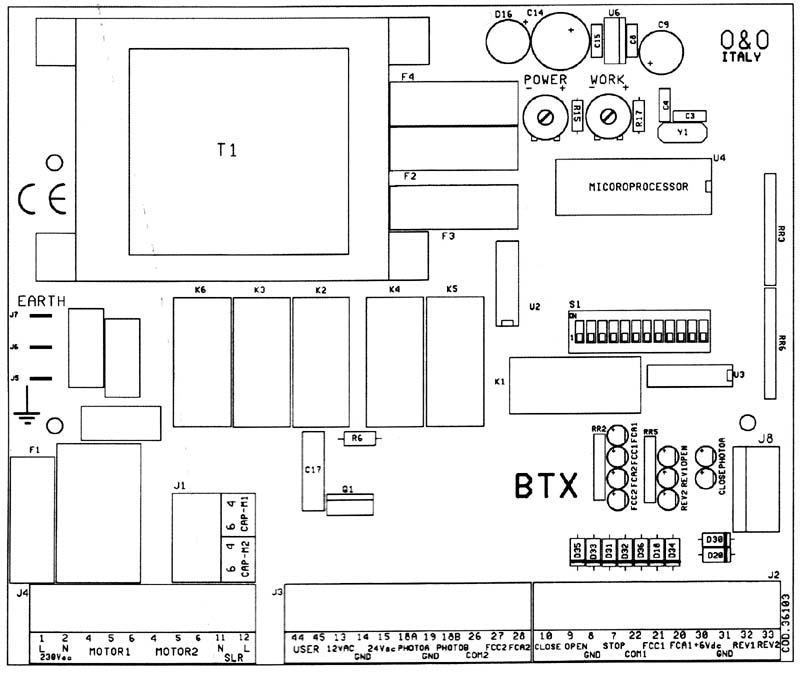 D16 C14 C15 U6 C8 C9
O&O
ITALY
F4
POWER WORK
- + - +
R15 R17
C4 C3
Y1
U4
MICOROPROCESSOR
T1
F2
F3
CE
RR3
K6 K3 K2 K4 K5
EARTH
J7
J6
J5
U2
S1
ON
1
RR6
K1
U3
F1
R6
C17
Q1
RR2
FCA1
FCC1
FCA2
FCC2
RR5
OPEN
REV1
REV2
PHOTOR
CLOSE
J8
BTX
J1
6 4 CAP-M1
6 4 CAP-M2
D35 D33 D31 D32 D36 D18 D34
D30
D20
J4 J3 J2
COD.36103
1 2 4 5 6 4 5 6 11 12
L N MOTOR1 MOTOR2 N L
230Vac SLR
44 45 13 14 15 18A 19 18B 26 27 28
USER 12VAC 24Vac PHOTOA PHOTOB FCC2 FCA2
GND GND COM2
10 9 8 7 22 21 20 30 31 32 33
CLOSE OPEN STOP FCC1 FCA1 +6Vdc REV1 REV2
GND COM1 GND